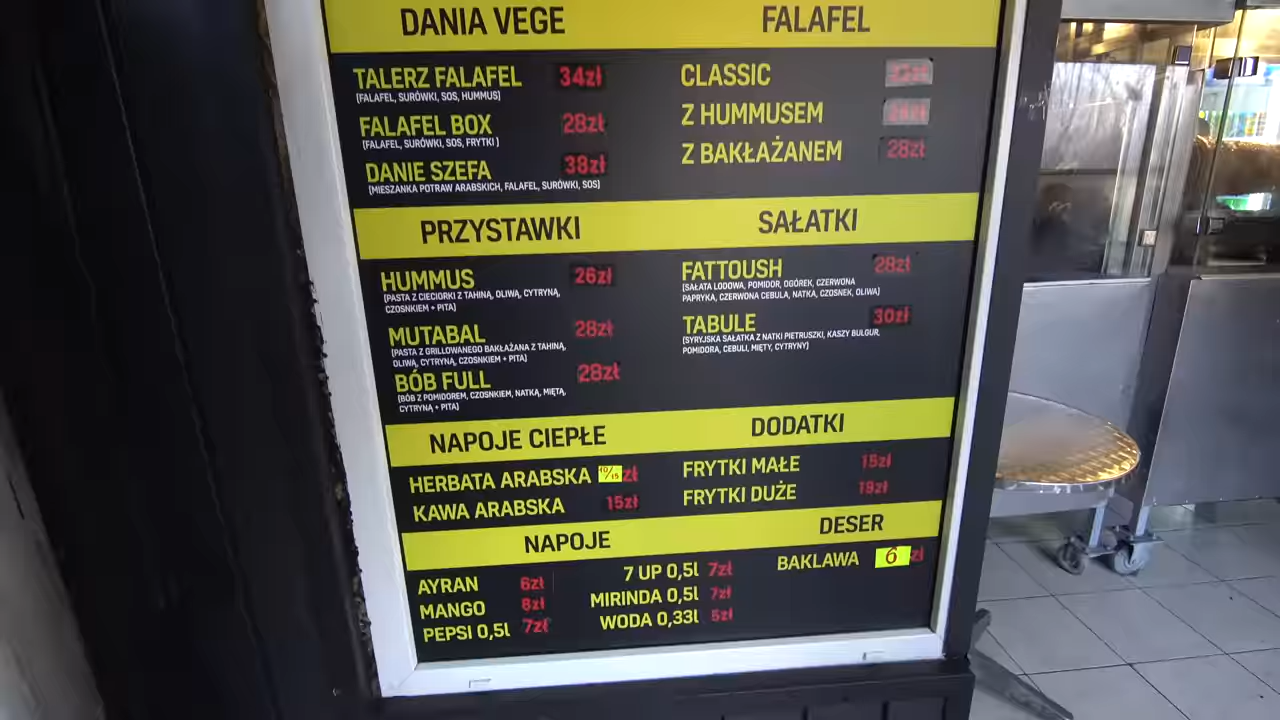 DANIA VEGE
TALERZ FALAFEL 34zł
(FALAFEL, SURÓWKI, SOS, HUMMUS)
FALAFEL BOX 28zł
(FALAFEL, SURÓWKI, SOS, FRYTKI )
DANIE SZEFA 38zł
(MIESZANKA POTRAW ARABSKICH, FALAFEL, SURÓWKI, SOS)
FALAFEL
CLASSIC
Z HUMMUSEM
Z BAKŁAŻANEM 28zł
PRZYSTAWKI
HUMMUS 26zł
(PASTA Z CIECIORKI Z TAHINĄ, OLIWĄ, CYTRYNĄ,
CZOSNKIEM + PITA)
MUTABAL 28zł
(PASTA Z GRILLOWANEGO BAKŁAŻANA Z TAHINĄ,
OLIWĄ, CYTRYNĄ, CZOSNKIEM + PITA)
BÓB FULL 28zł
(BÓB Z POMIDOREM, CZOSNKIEM, NATKĄ, MIĘTĄ,
CYTRYNĄ + PITA)
SAŁATKI
FATTOUSH 28zł
(SAŁATA LODOWA, POMIDOR, OGÓREK, CZERWONA
PAPRYKA, CZERWONA CEBULA, NATKA, CZOSNEK, OLIWA)
TABULE 30zł
(SYRYJSKA SAŁATKA Z NATKI PIETRUSZKI, KASZY BULGUR,
POMIDORA, CEBULI, MIĘTY, CYTRYNY)
NAPOJE CIEPŁE
HERBATA ARABSKA 10/15 zł
KAWA ARABSKA 15zł
DODATKI
FRYTKI MAŁE 15zł
FRYTKI DUŻE 19zł
NAPOJE
AYRAN 6zł
MANGO 8zł
PEPSI 0,5l 7zł
7 UP 0,5l 7zł
MIRINDA 0,5l 7zł
WODA 0,33l 5zł
DESER
BAKLAWA 6 zł